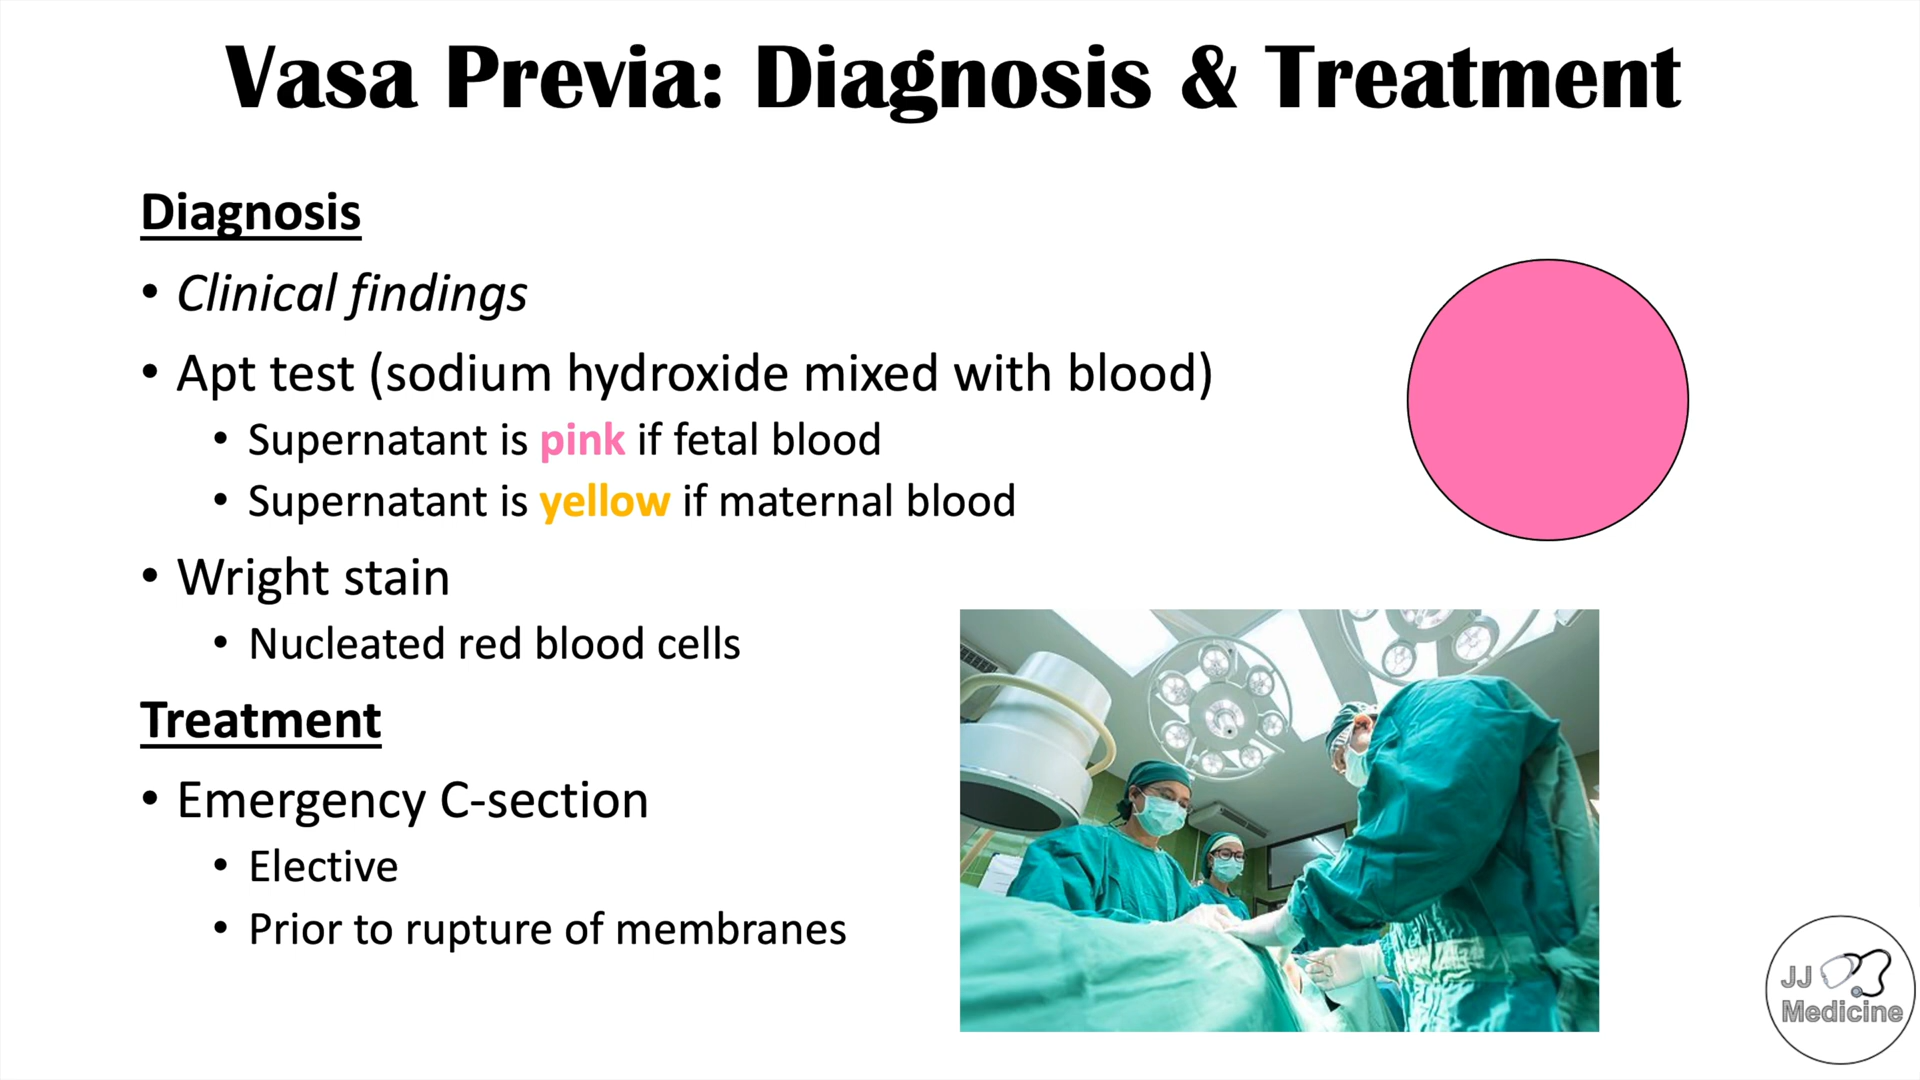 Vasa Previa: Diagnosis & Treatment
Diagnosis
• Clinical findings
• Apt test (sodium hydroxide mixed with blood)
• Supernatant is pink if fetal blood
• Supernatant is yellow if maternal blood
• Wright stain
• Nucleated red blood cells
Treatment
• Emergency C-section
• Elective
• Prior to rupture of membranes
JJ
Medicine